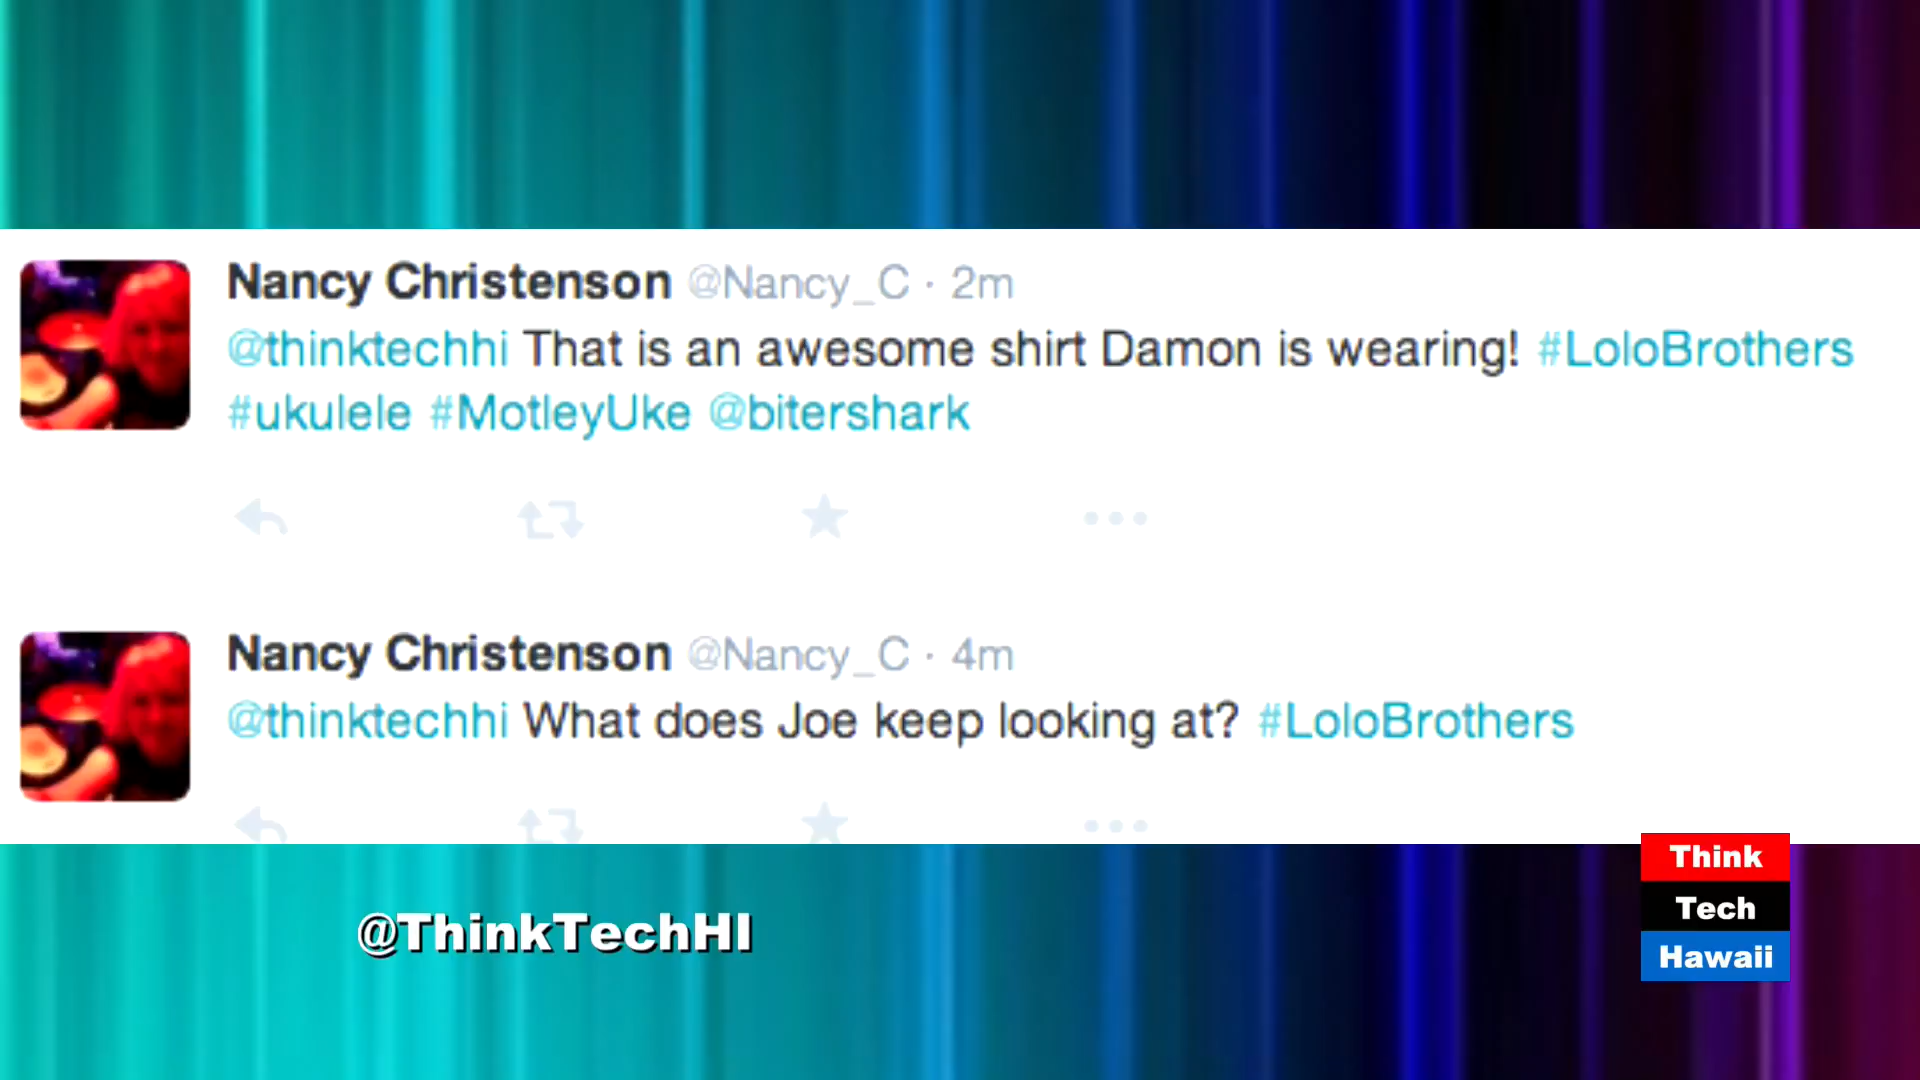 Nancy Christenson @Nancy_C · 2m
@thinktechhi That is an awesome shirt Damon is wearing! #LoloBrothers
#ukulele #MotleyUke @bitershark
Nancy Christenson @Nancy_C · 4m
@thinktechhi What does Joe keep looking at? #LoloBrothers
@ThinkTechHI
Think
Tech
Hawaii